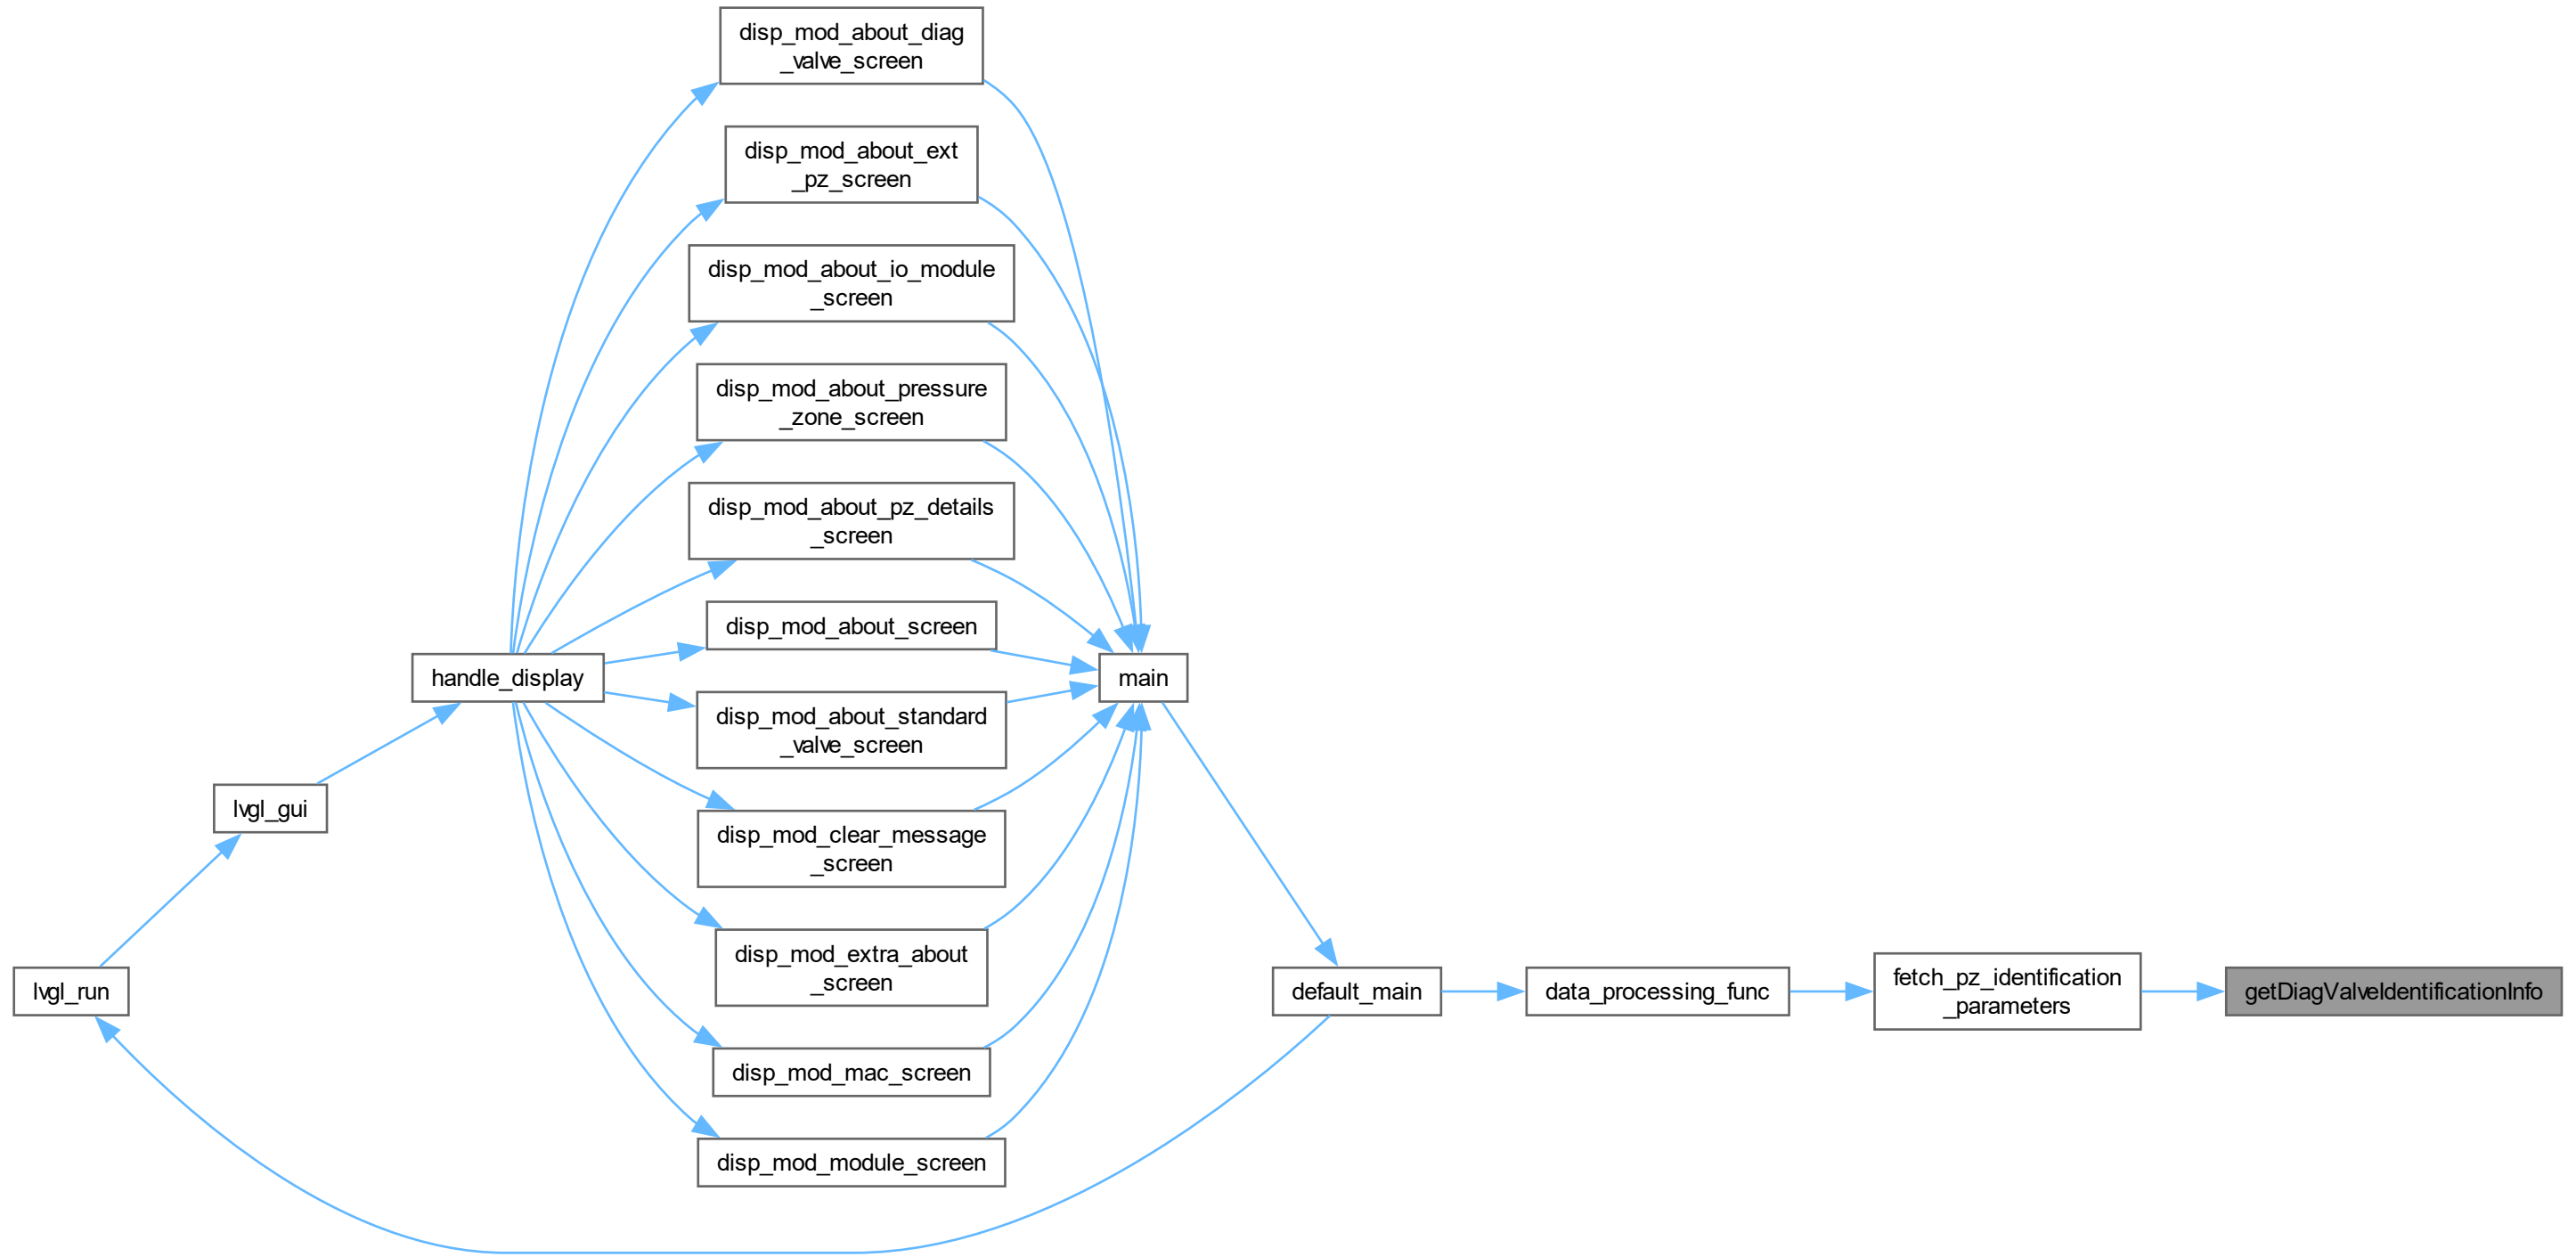 disp_mod_about_diag
_valve_screen
disp_mod_about_ext
_pz_screen
disp_mod_about_io_module
_screen
disp_mod_about_pressure
_zone_screen
disp_mod_about_pz_details
_screen
disp_mod_about_screen
handle_display
main
disp_mod_about_standard
_valve_screen
lvgl_gui
disp_mod_clear_message
_screen
disp_mod_extra_about
_screen
lvgl_run
default_main
data_processing_func
fetch_pz_identification
_parameters
getDiagValveIdentificationInfo
disp_mod_mac_screen
disp_mod_module_screen